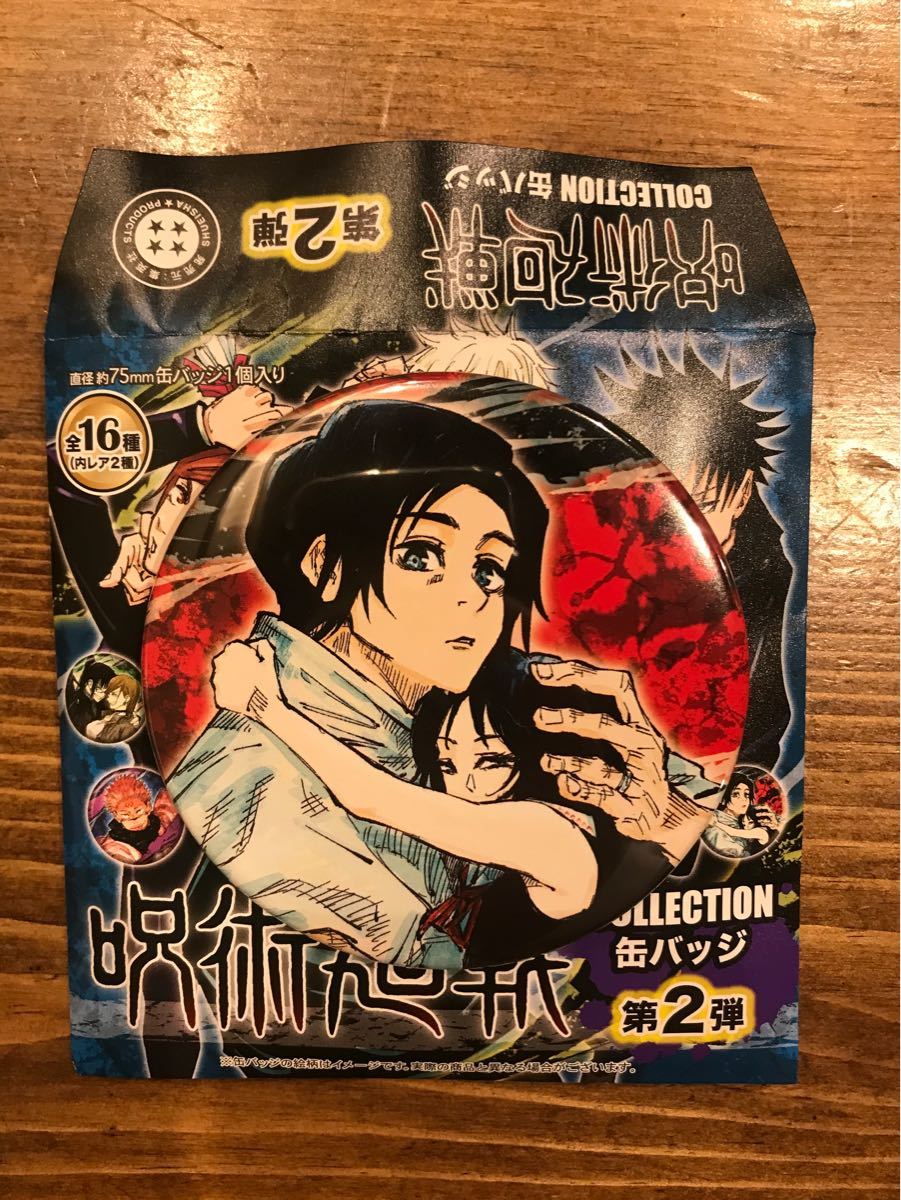 呪術廻戦
COLLECTION 缶バッジ
第2弾
SHUEISHA★PRODUCTS
発売元:集英社
直径 約75mm缶バッジ1個入り
全16種
(内レア2種)
呪術
OLLECTION
缶バッジ
第2弾
※缶バッジの絵柄はイメージです。実際の商品と異なる場合がございます。